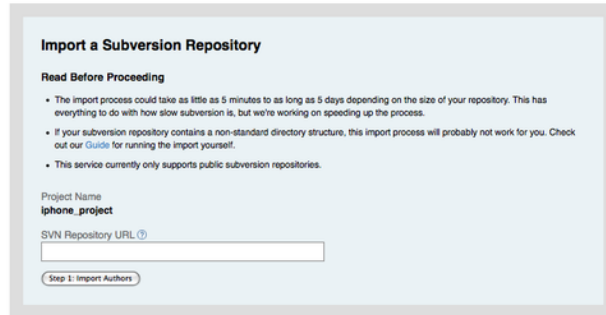 Import a Subversion Repository
Read Before Proceeding
• The import process could take as little as 5 minutes to as long as 5 days depending on the size of your repository. This has
everything to do with how slow subversion is, but we're working on speeding up the process.
• If your subversion repository contains a non-standard directory structure, this import process will probably not work for you. Check
out our Guide for running the import yourself.
• This service currently only supports public subversion repositories.
Project Name
iphone_project
SVN Repository URL ?
Step 1: Import Authors